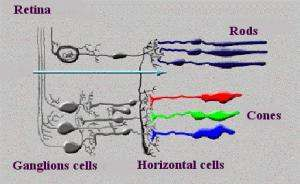 Retina
Rods
Cones
Ganglions cells
Horizontal cells